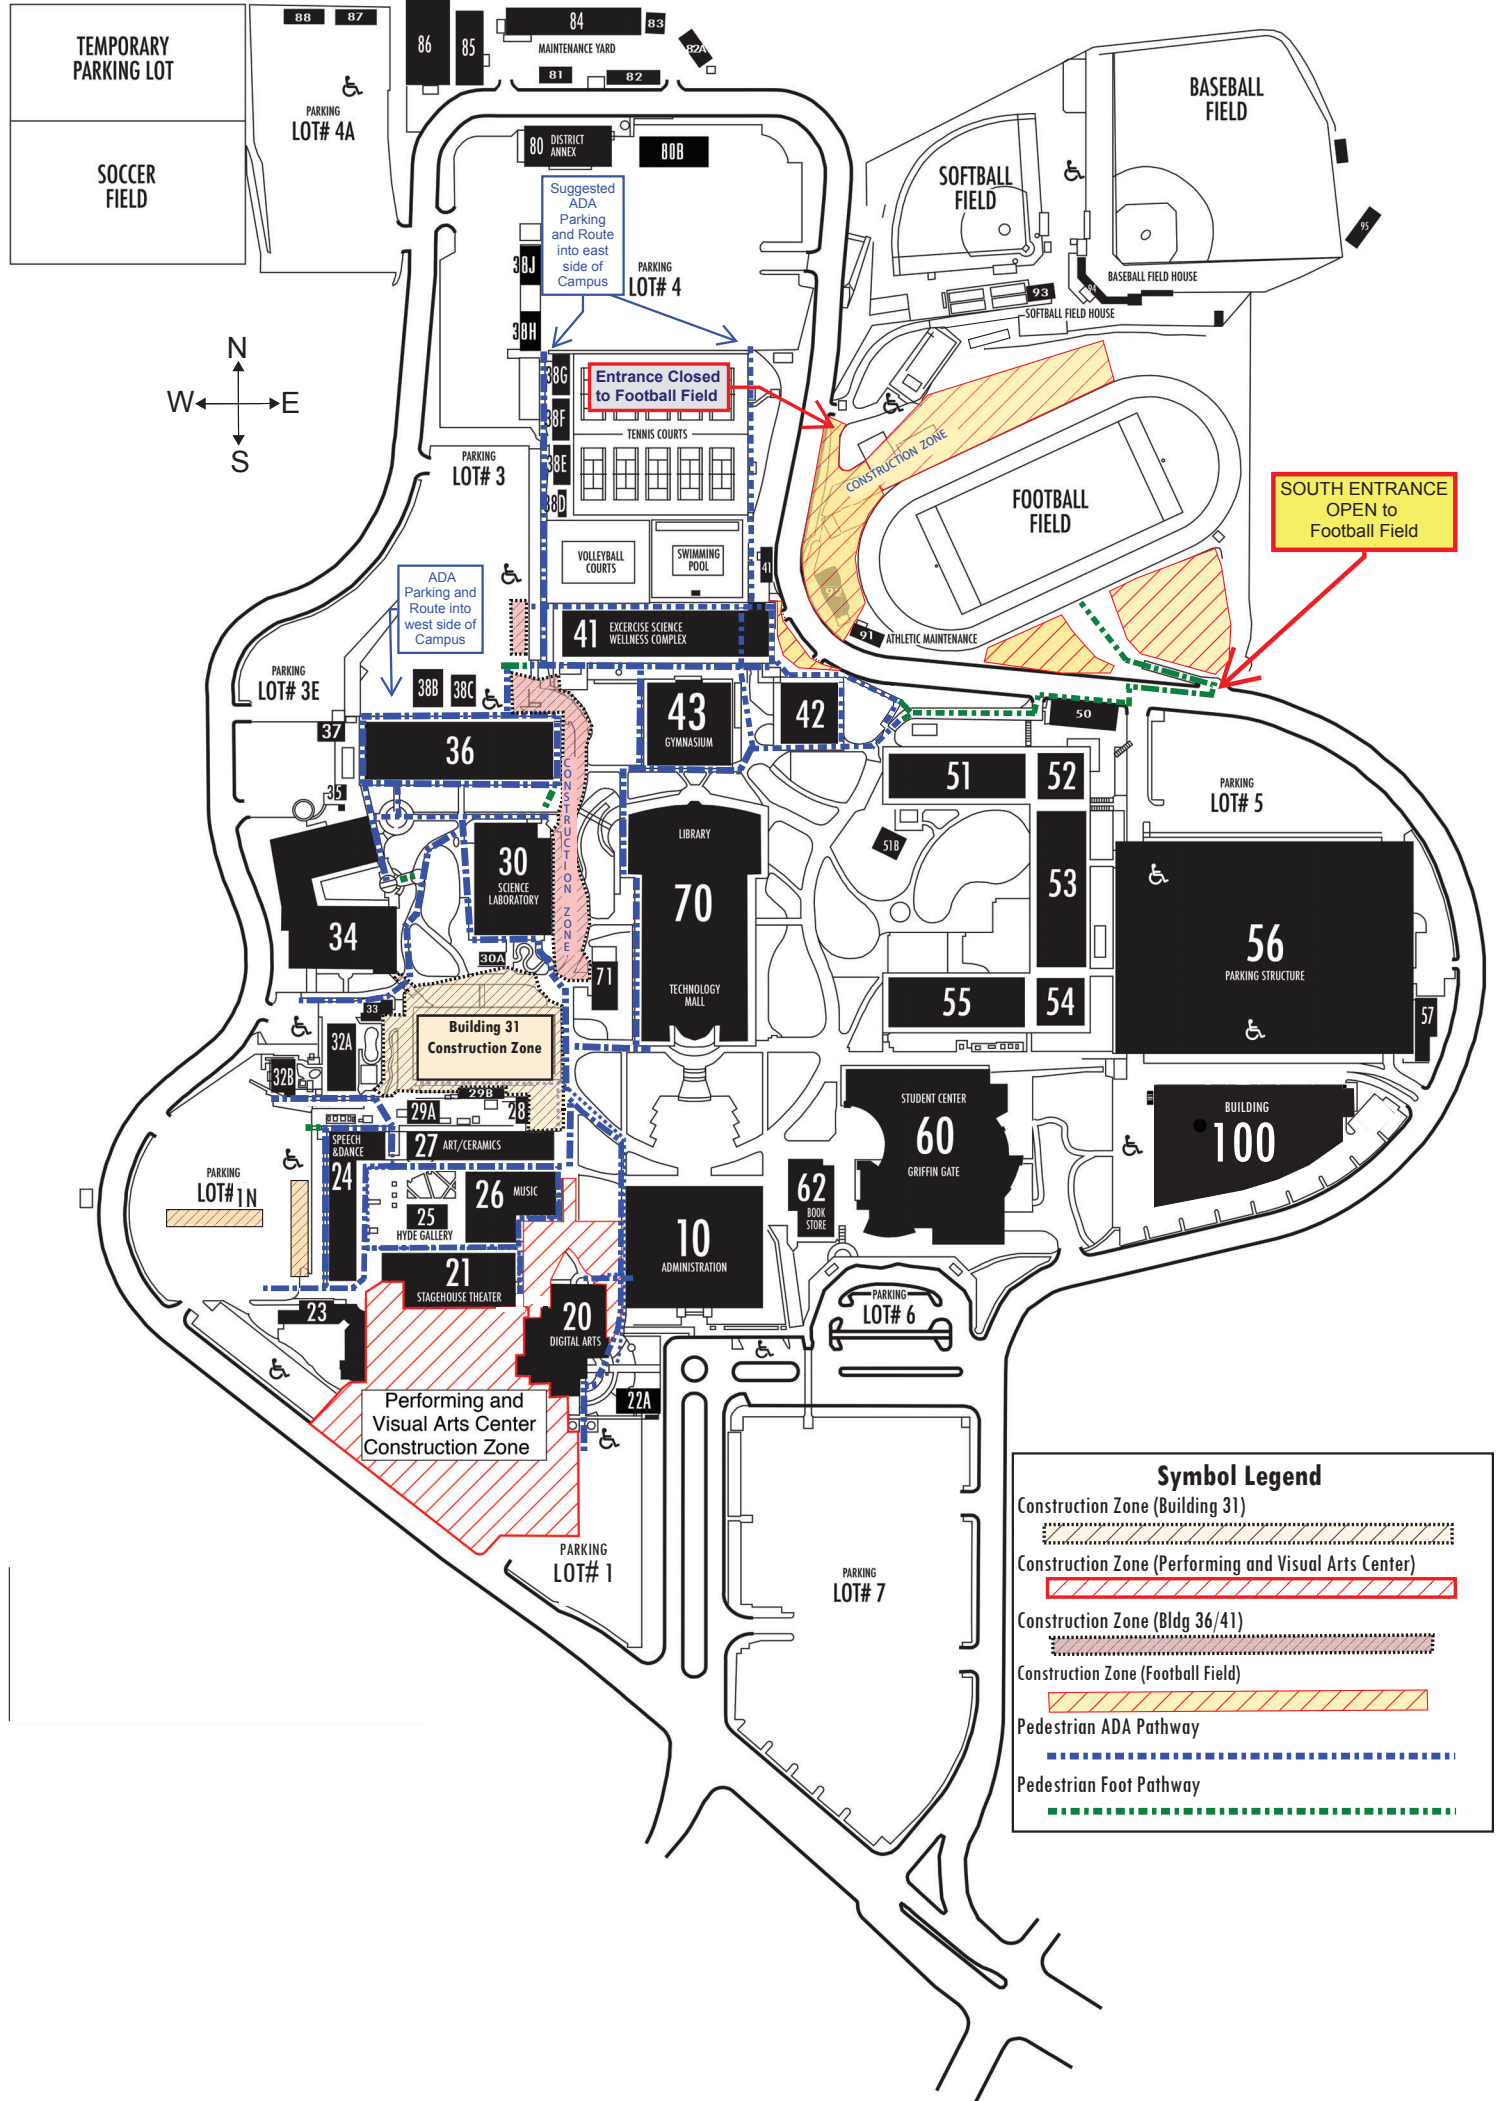 TEMPORARY
PARKING LOT
SOCCER
FIELD
88
87
PARKING
LOT# 4A
86
85
84
83
MAINTENANCE YARD
82A
81
82
80
DISTRICT
ANNEX
80B
Suggested
ADA
Parking
and Route
into east
side of
Campus
38J
PARKING
LOT# 4
38H
BASEBALL
FIELD
SOFTBALL
FIELD
95
BASEBALL FIELD HOUSE
94
93
SOFTBALL FIELD HOUSE
N
W
E
S
38G
Entrance Closed
to Football Field
38F
TENNIS COURTS
38E
38D
PARKING
LOT# 3
CONSTRUCTION ZONE
FOOTBALL
FIELD
SOUTH ENTRANCE
OPEN to
Football Field
VOLLEYBALL
COURTS
SWIMMING
POOL
41
92
ADA
Parking and
Route into
west side of
Campus
41
EXCERCISE SCIENCE
WELLNESS COMPLEX
91
ATHLETIC MAINTENANCE
PARKING
LOT# 3E
38B
38C
43
GYMNASIUM
42
50
37
36
CONSTRUCTION ZONE
51
52
PARKING
LOT# 5
35
LIBRARY
51B
30
SCIENCE
LABORATORY
70
53
34
30A
71
TECHNOLOGY
MALL
56
PARKING STRUCTURE
55
54
57
33
32A
Building 31
Construction Zone
32B
29B
29A
28
STUDENT CENTER
60
GRIFFIN GATE
BUILDING
100
SPEECH
&DANCE
24
27
ART/CERAMICS
PARKING
LOT# 1N
26
MUSIC
25
HYDE GALLERY
62
BOOK
STORE
10
ADMINISTRATION
21
STAGEHOUSE THEATER
23
20
DIGITAL ARTS
PARKING
LOT# 6
22A
Performing and
Visual Arts Center
Construction Zone
PARKING
LOT# 1
PARKING
LOT# 7
Symbol Legend
Construction Zone (Building 31)
Construction Zone (Performing and Visual Arts Center)
Construction Zone (Bldg 36/41)
Construction Zone (Football Field)
Pedestrian ADA Pathway
Pedestrian Foot Pathway